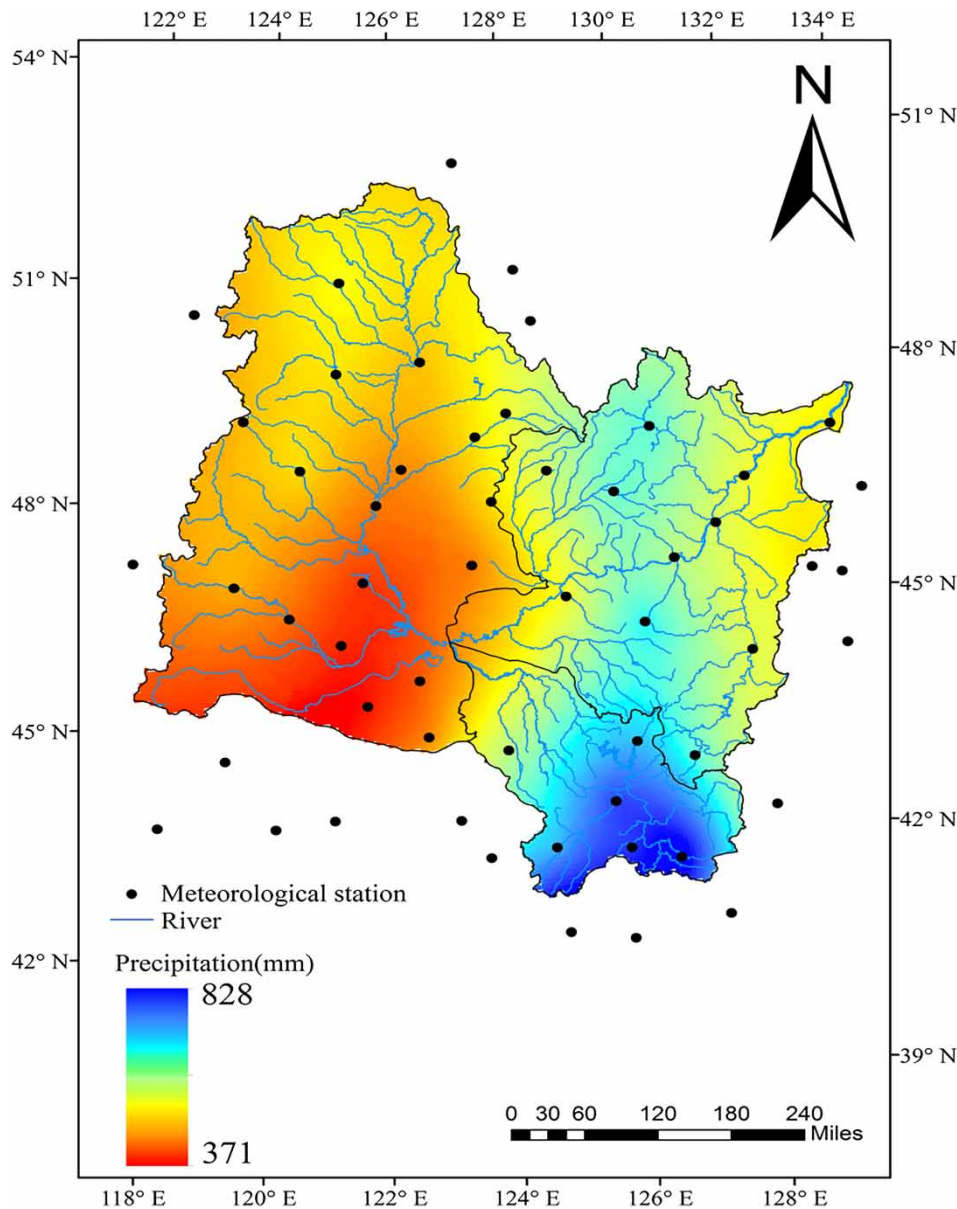 122° E 124° E 126° E 128° E 130° E 132° E 134° E
54° N
N
51° N
51° N
48° N
48° N
45° N
45° N
42° N
Meteorological station
River
Precipitation(mm)
42° N
828
39° N
371
0 30 60 120 180 240
Miles
118° E 120° E 122° E 124° E 126° E 128° E